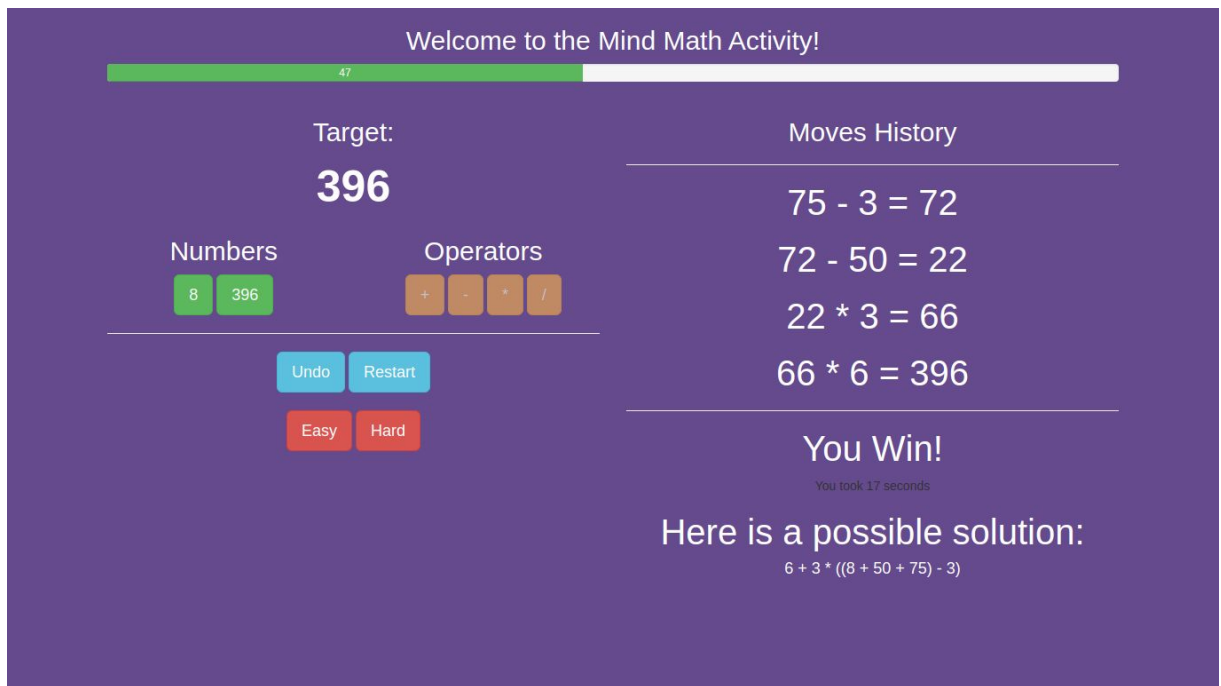 Welcome to the Mind Math Activity!
47
Target:
396
Numbers
Operators
8 396
+ - * /
Undo Restart
Easy Hard
Moves History
75 - 3 = 72
72 - 50 = 22
22 * 3 = 66
66 * 6 = 396
You Win!
You took 17 seconds
Here is a possible solution:
6 + 3 * ((8 + 50 + 75) - 3)